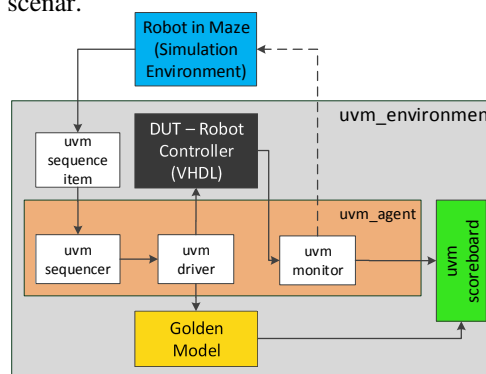 scenar.
Robot in Maze
(Simulation
Environment)
uvm_environment
uvm
sequence
item
DUT – Robot
Controller
(VHDL)
uvm_agent
uvm
sequencer
uvm
driver
uvm
monitor
uvm
scoreboard
Golden
Model